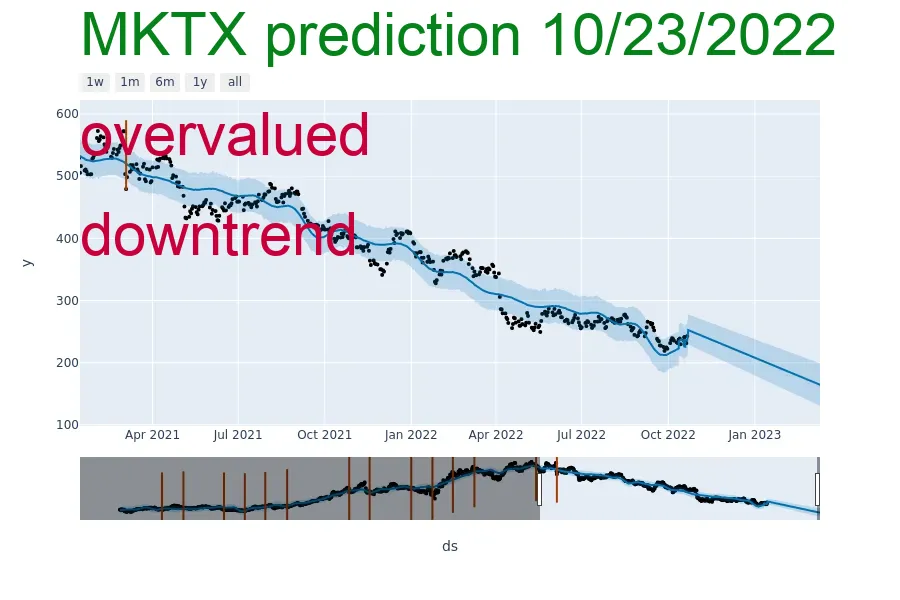 MKTX prediction 10/23/2022
1w 1m 6m 1y all
600
overvalued
500
400
downtrend
y
300
200
100
Apr 2021 Jul 2021 Oct 2021 Jan 2022 Apr 2022 Jul 2022 Oct 2022 Jan 2023
ds